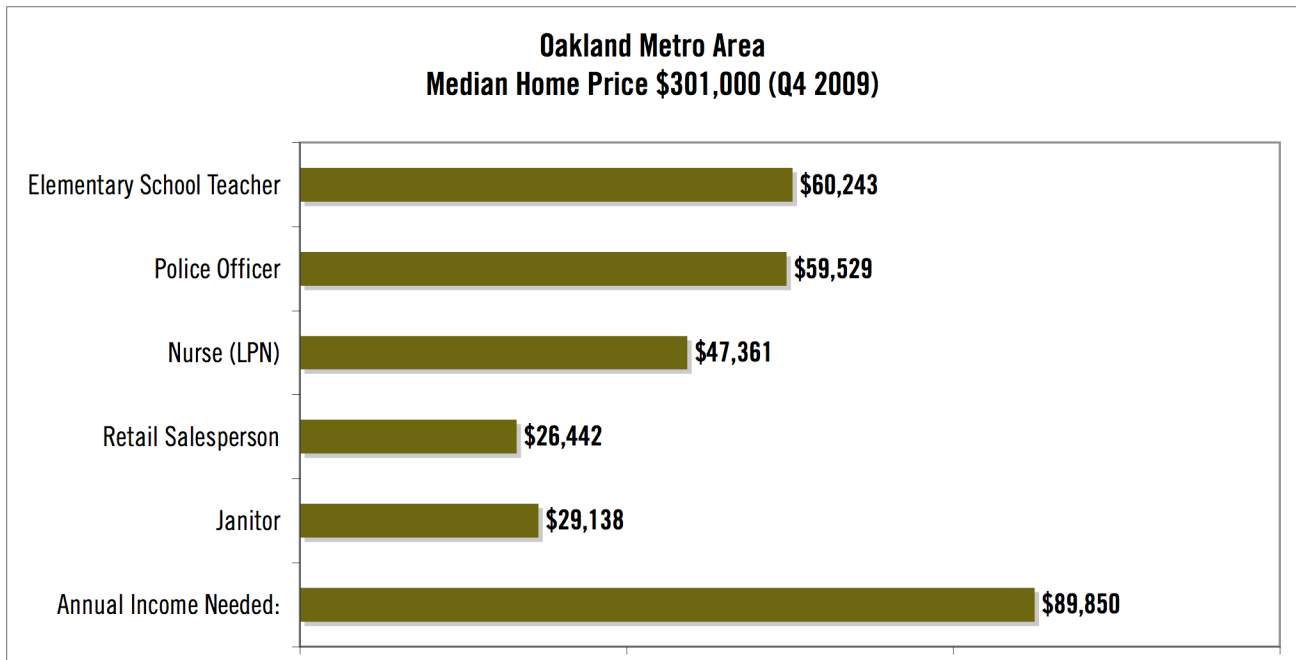 Oakland Metro Area
Median Home Price $301,000 (Q4 2009)
Elementary School Teacher $60,243
Police Officer $59,529
Nurse (LPN) $47,361
Retail Salesperson $26,442
Janitor $29,138
Annual Income Needed: $89,850